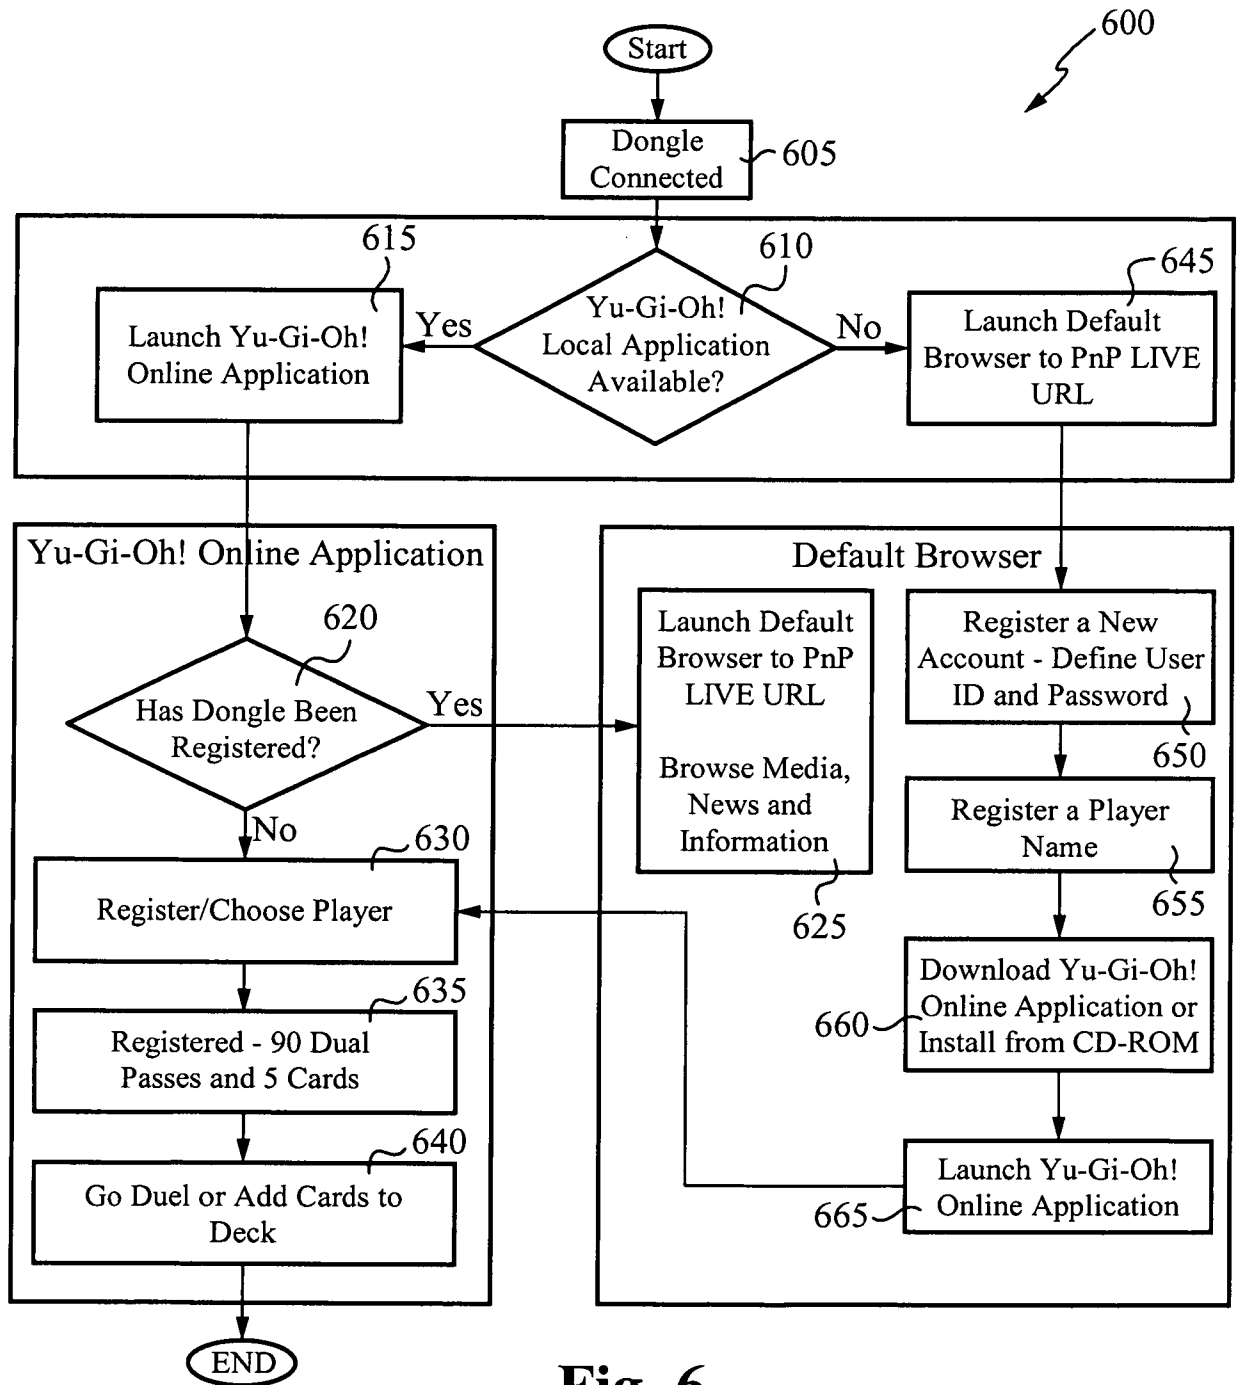 600
Start
Dongle
Connected
605
615
610
645
Yu-Gi-Oh!
Local Application
Available?
Yes
No
Launch Yu-Gi-Oh!
Online Application
Launch Default
Browser to PnP LIVE
URL
Yu-Gi-Oh! Online Application
620
Has Dongle Been
Registered?
Yes
No
630
Register/Choose Player
635
Registered - 90 Dual
Passes and 5 Cards
640
Go Duel or Add Cards to
Deck
END
Default Browser
Launch Default
Browser to PnP
LIVE URL
Browse Media,
News and
Information
625
Register a New
Account - Define User
ID and Password
650
Register a Player
Name
655
Download Yu-Gi-Oh!
Online Application or
Install from CD-ROM
660
Launch Yu-Gi-Oh!
Online Application
665
Fig. 6